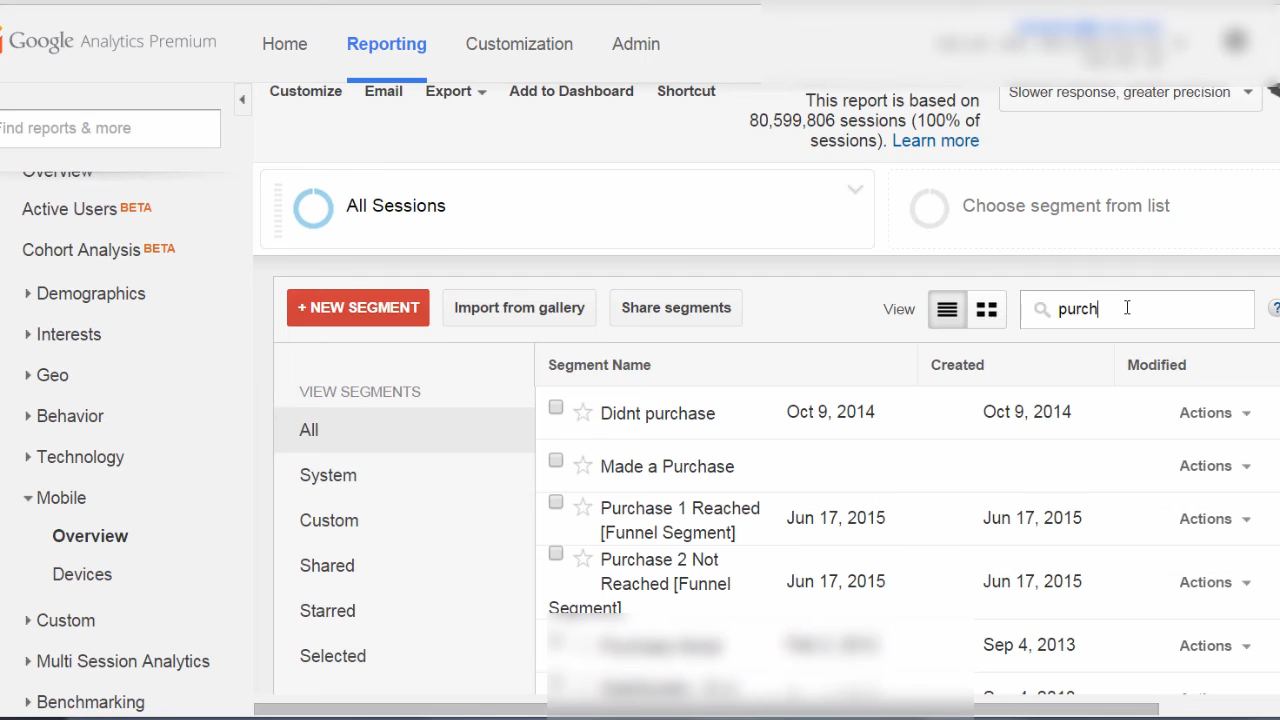 Google Analytics Premium
Home
Reporting
Customization
Admin
Find reports & more
Overview
Active Users BETA
Cohort Analysis BETA
Demographics
Interests
Geo
Behavior
Technology
Mobile
Overview
Devices
Custom
Multi Session Analytics
Benchmarking
Customize
Email
Export
Add to Dashboard
Shortcut
This report is based on
80,599,806 sessions (100% of
sessions). Learn more
Slower response, greater precision
All Sessions
Choose segment from list
+ NEW SEGMENT
Import from gallery
Share segments
View
purch
?
VIEW SEGMENTS
All
System
Custom
Shared
Starred
Selected
Segment Name
Created
Modified
Didnt purchase
Oct 9, 2014
Oct 9, 2014
Actions
Made a Purchase
Actions
Purchase 1 Reached
[Funnel Segment]
Jun 17, 2015
Jun 17, 2015
Actions
Purchase 2 Not
Reached [Funnel
Segment]
Jun 17, 2015
Jun 17, 2015
Actions
Sep 4, 2013
Actions